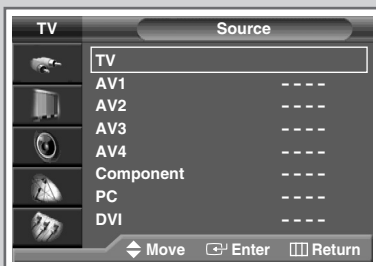 TV Source
TV
AV1 - - - -
AV2 - - - -
AV3 - - - -
AV4 - - - -
Component - - - -
PC - - - -
DVI - - - -
Move Enter Return